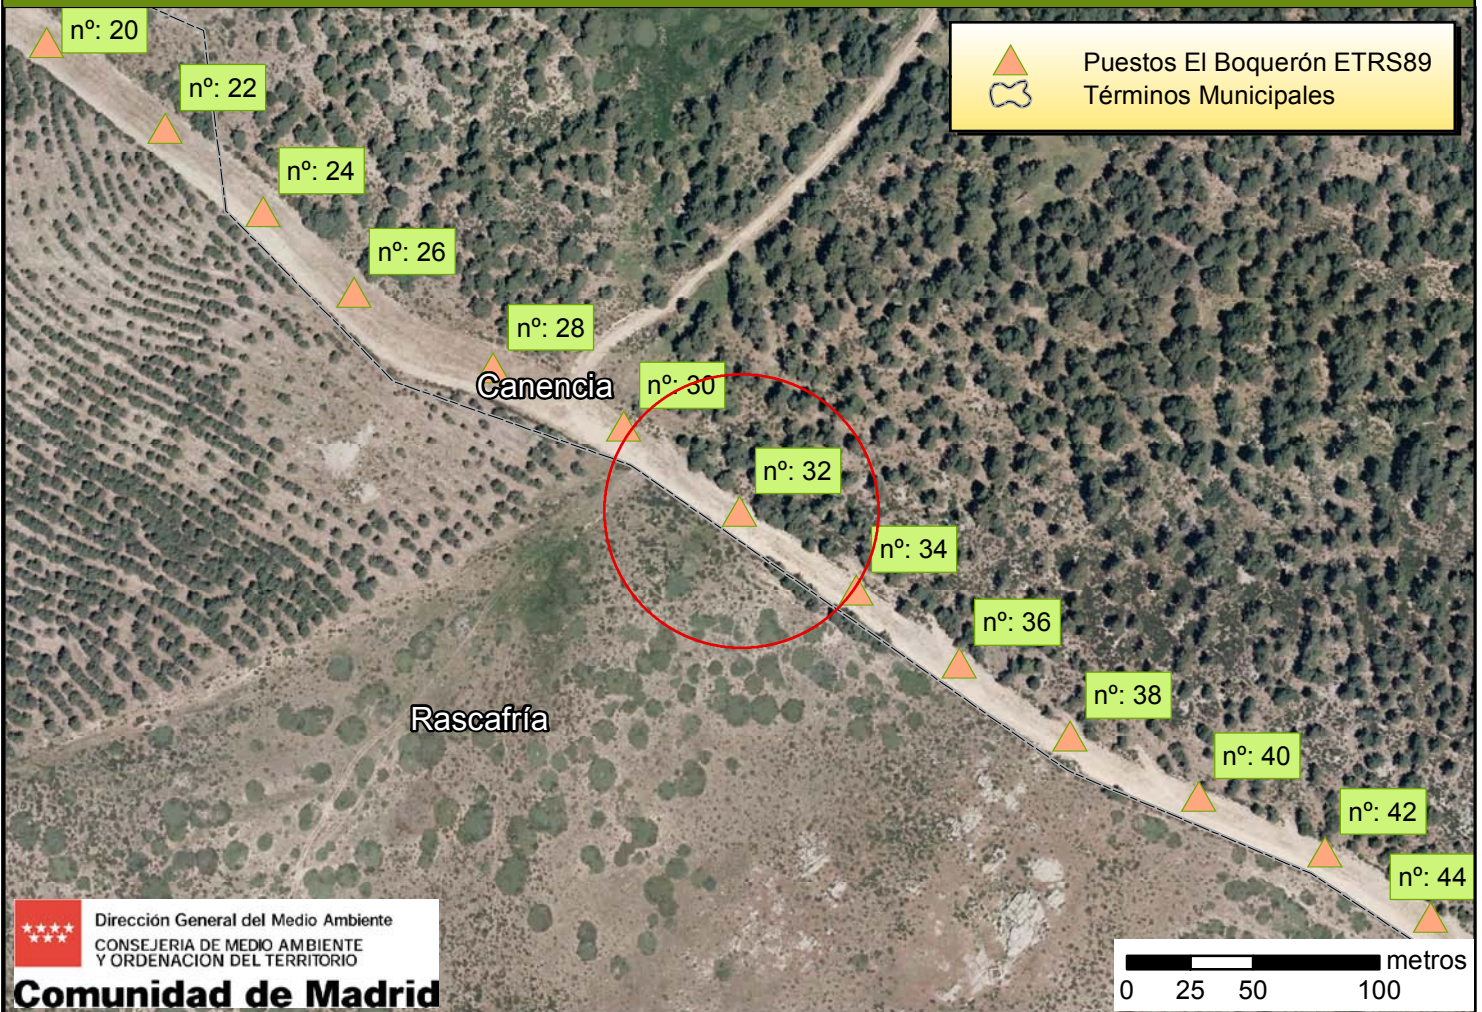 nº: 20
nº: 22
nº: 24
nº: 26
nº: 28
nº: 30
nº: 32
nº: 34
nº: 36
nº: 38
nº: 40
nº: 42
nº: 44
Puestos El Boquerón ETRS89
Términos Municipales
Canencia
Rascafría
Dirección General del Medio Ambiente
CONSEJERIA DE MEDIO AMBIENTE
Y ORDENACION DEL TERRITORIO
Comunidad de Madrid
metros
0 25 50 100